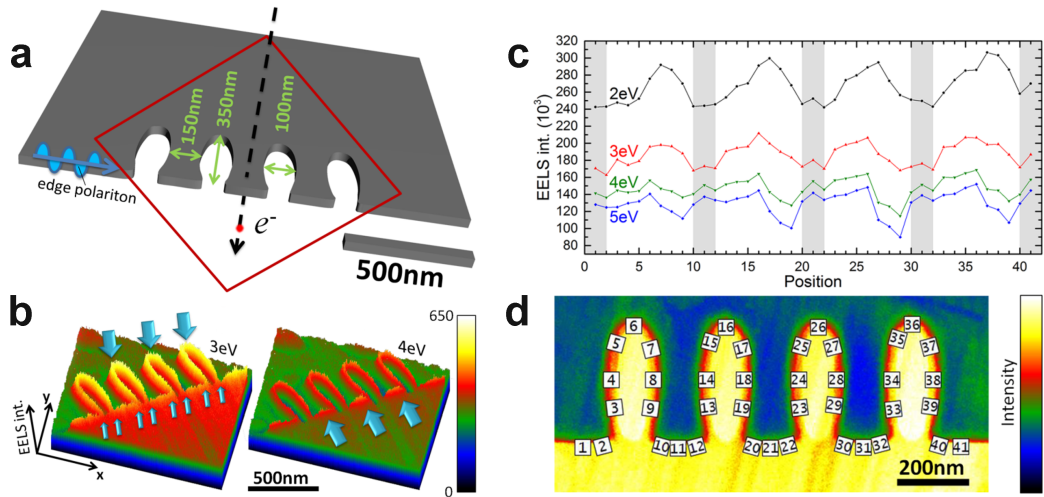 a
150nm
350nm
100nm
edge polariton
e-
500nm
b
3eV
4eV
650
0
EELS int.
y
x
500nm
c
EELS int. (10³)
320
300
280
260
240
220
200
180
160
140
120
100
80
2eV
3eV
4eV
5eV
0 5 10 15 20 25 30 35 40
Position
d
6 16 26 36
5 7 15 17 25 27 35 37
4 8 14 18 24 28 34 38
3 9 13 19 23 29 33 39
1 2 10 11 12 20 21 22 30 31 32 40 41
200nm
Intensity